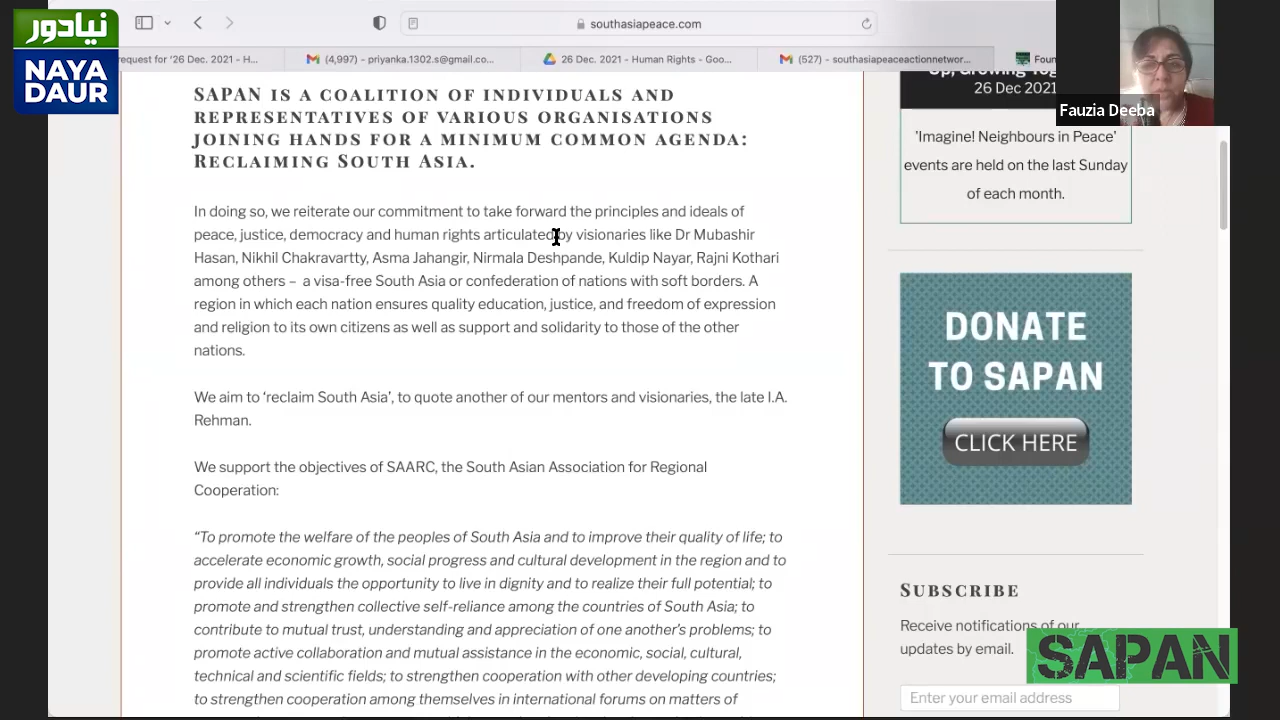 نیادور
NAYA
DAUR
southasiapeace.com
request for '26 Dec. 2021 - H...
(4,997) - priyanka.1302.s@gmail.co...
26 Dec. 2021 - Human Rights - Goo...
(527) - southasiapeaceactionnetwor...
Foun
SAPAN IS A COALITION OF INDIVIDUALS AND
REPRESENTATIVES OF VARIOUS ORGANISATIONS
JOINING HANDS FOR A MINIMUM COMMON AGENDA:
RECLAIMING SOUTH ASIA.
In doing so, we reiterate our commitment to take forward the principles and ideals of
peace, justice, democracy and human rights articulated by visionaries like Dr Mubashir
Hasan, Nikhil Chakravartty, Asma Jahangir, Nirmala Deshpande, Kuldip Nayar, Rajni Kothari
among others – a visa-free South Asia or confederation of nations with soft borders. A
region in which each nation ensures quality education, justice, and freedom of expression
and religion to its own citizens as well as support and solidarity to those of the other
nations.
We aim to ‘reclaim South Asia’, to quote another of our mentors and visionaries, the late I.A.
Rehman.
We support the objectives of SAARC, the South Asian Association for Regional
Cooperation:
“To promote the welfare of the peoples of South Asia and to improve their quality of life; to
accelerate economic growth, social progress and cultural development in the region and to
provide all individuals the opportunity to live in dignity and to realize their full potential; to
promote and strengthen collective self-reliance among the countries of South Asia; to
contribute to mutual trust, understanding and appreciation of one another’s problems; to
promote active collaboration and mutual assistance in the economic, social, cultural,
technical and scientific fields; to strengthen cooperation with other developing countries;
to strengthen cooperation among themselves in international forums on matters of
Up, Growing Tog
26 Dec 2021
Fauzia Deeba
'Imagine! Neighbours in Peace'
events are held on the last Sunday
of each month.
DONATE
TO SAPAN
CLICK HERE
SUBSCRIBE
Receive notifications of our
updates by email.
SAPAN
Enter your email address